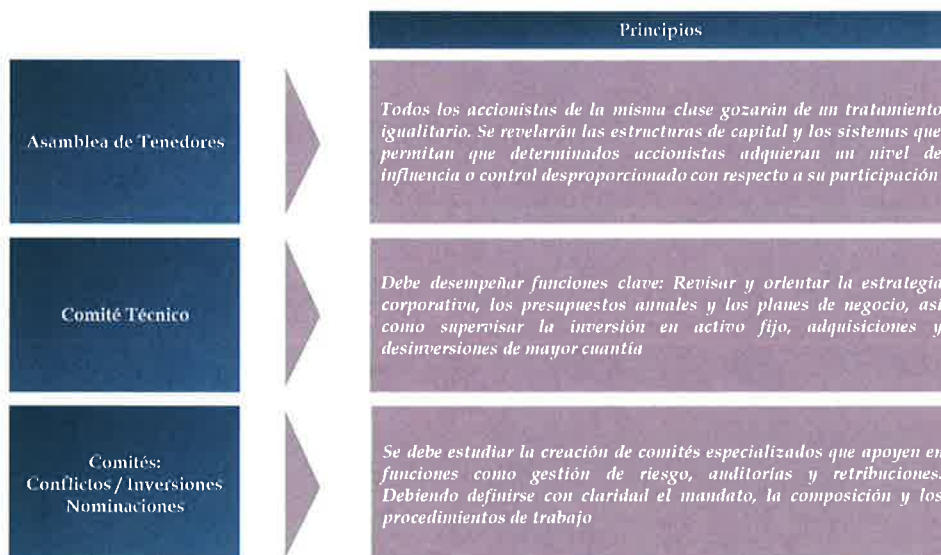 Principios
Asamblea de Tenedores
Todos los accionistas de la misma clase gozarán de un tratamiento
igualitario. Se revelarán las estructuras de capital y los sistemas que
permitan que determinados accionistas adquieran un nivel de
influencia o control desproporcionado con respecto a su participación
Comité Técnico
Debe desempeñar funciones clave: Revisar y orientar la estrategia
corporativa, los presupuestos anuales y los planes de negocio, así
como supervisar la inversión en activo fijo, adquisiciones y
desinversiones de mayor cuantía
Comités:
Conflictos / Inversiones
Nominaciones
Se debe estudiar la creación de comités especializados que apoyen en
funciones como gestión de riesgo, auditorías y retribuciones.
Debiendo definirse con claridad el mandato, la composición y los
procedimientos de trabajo